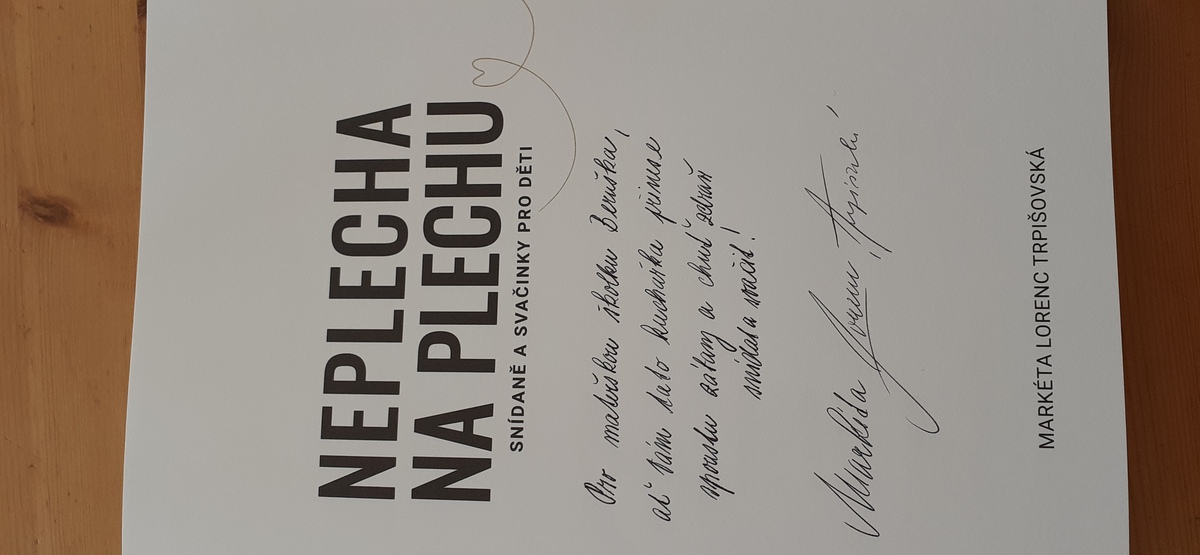 NEPLECHA
NA PLECHU
SNÍDANĚ A SVAČINKY PRO DĚTI
Pro mateřskou školku Beruška,
ať Vám tato kuchařka přinese
spoustu zábavy a chuť zdravě
snídat a svačit!
Markéta Lorenc Trpišovská
MARKÉTA LORENC TRPIŠOVSKÁ